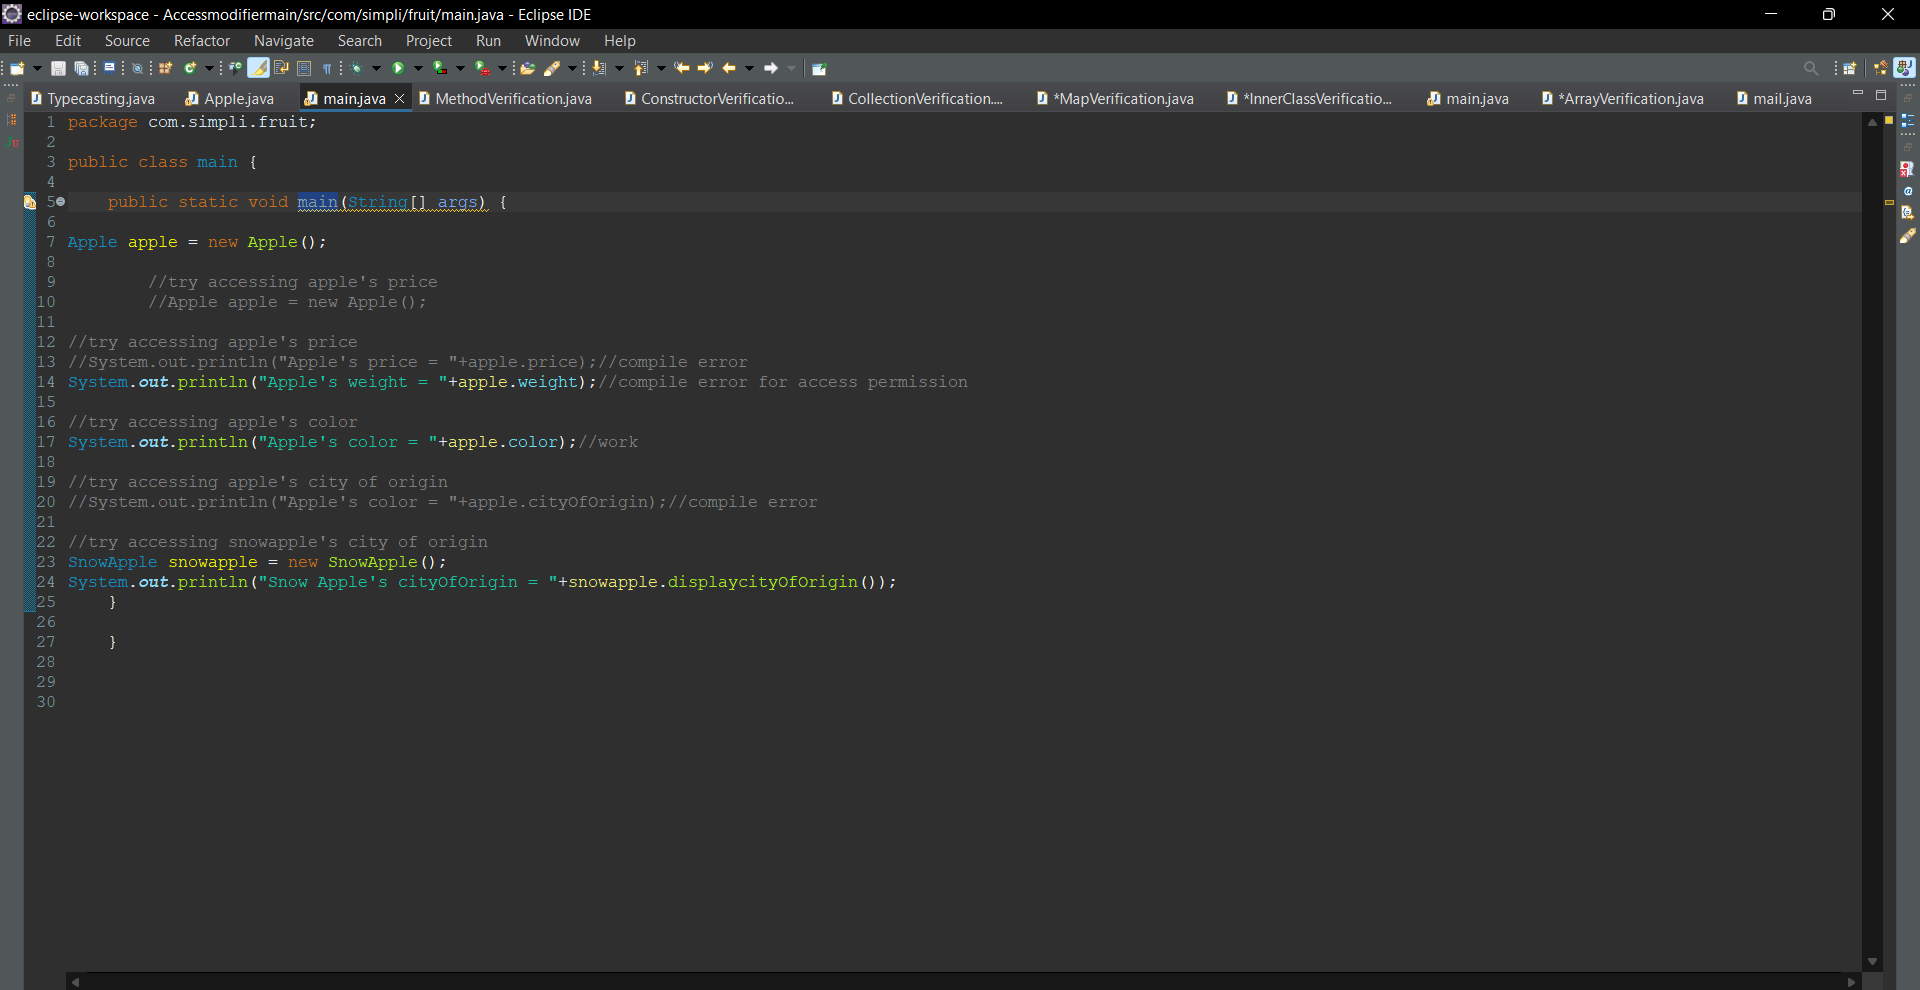 eclipse-workspace - Accessmodifiermain/src/com/simpli/fruit/main.java - Eclipse IDE
File Edit Source Refactor Navigate Search Project Run Window Help
Typecasting.java Apple.java main.java MethodVerification.java ConstructorVerificatio... CollectionVerification.... *MapVerification.java *InnerClassVerificatio... main.java *ArrayVerification.java mail.java
1 package com.simpli.fruit;
2
3 public class main {
4
5 public static void main(String[] args) {
6
7 Apple apple = new Apple();
8
9 //try accessing apple's price
10 //Apple apple = new Apple();
11
12 //try accessing apple's price
13 //System.out.println("Apple's price = "+apple.price);//compile error
14 System.out.println("Apple's weight = "+apple.weight);//compile error for access permission
15
16 //try accessing apple's color
17 System.out.println("Apple's color = "+apple.color);//work
18
19 //try accessing apple's city of origin
20 //System.out.println("Apple's color = "+apple.cityOfOrigin);//compile error
21
22 //try accessing snowapple's city of origin
23 SnowApple snowapple = new SnowApple();
24 System.out.println("Snow Apple's cityOfOrigin = "+snowapple.displaycityOfOrigin());
25 }
26
27 }
28
29
30